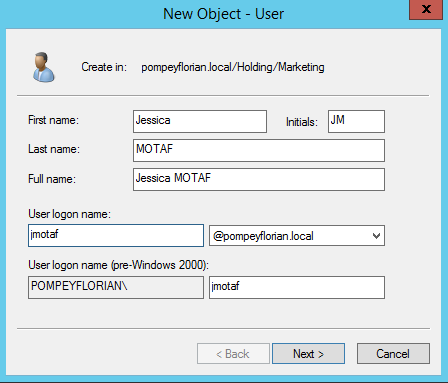 New Object - User
x
Create in: pompeyflorian.local/Holding/Marketing
First name: Jessica Initials: JM
Last name: MOTAF
Full name: Jessica MOTAF
User logon name:
jmotaf @pompeyflorian.local
User logon name (pre-Windows 2000):
POMPEYFLORIAN\ jmotaf
< Back Next > Cancel